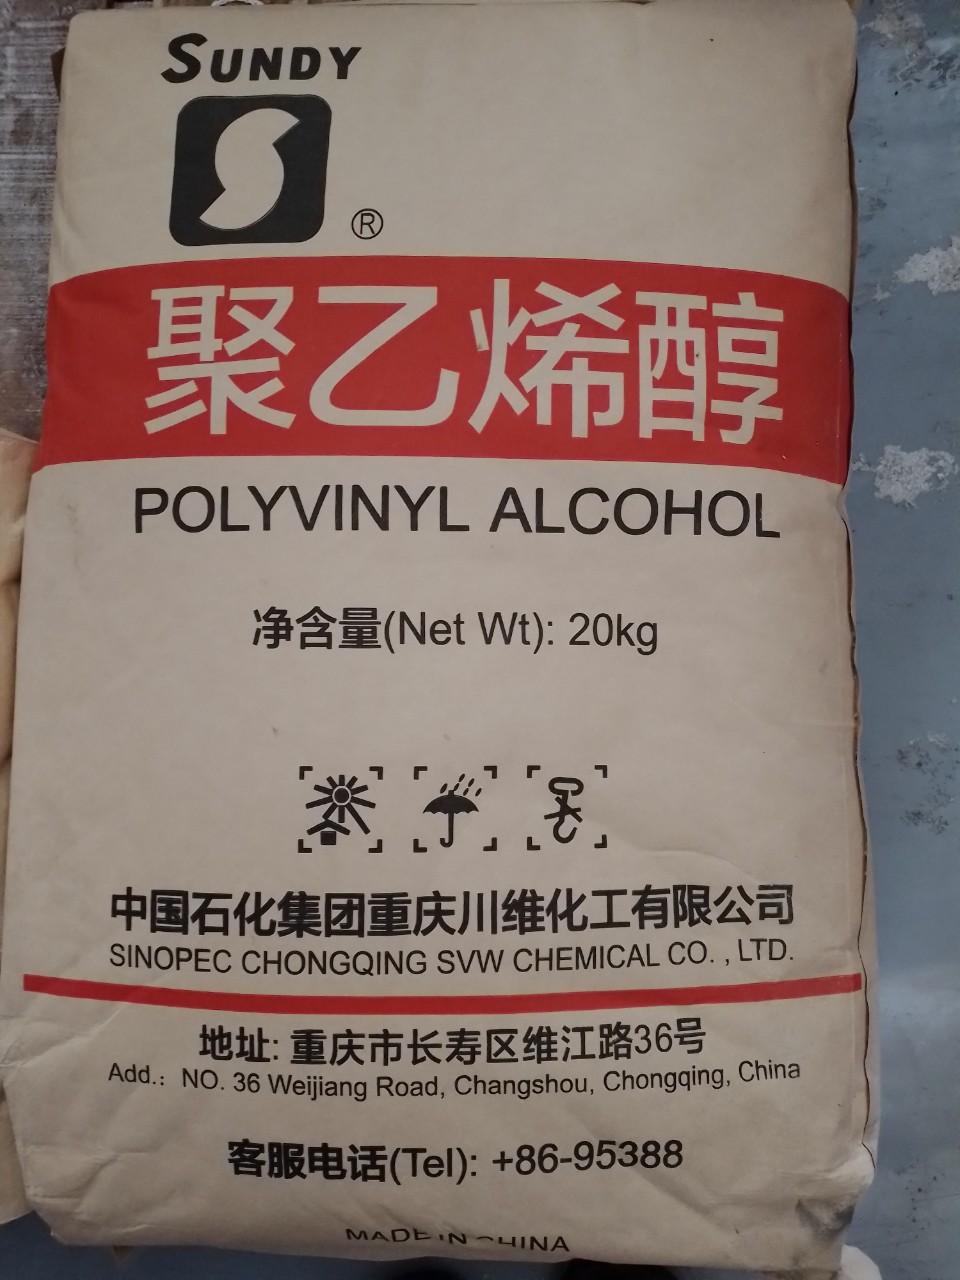 SUNDY
®
聚乙烯醇
POLYVINYL ALCOHOL
净含量(Net Wt): 20kg
中国石化集团重庆川维化工有限公司
SINOPEC CHONGQING SVW CHEMICAL CO. , LTD.
地址: 重庆市长寿区维江路36号
Add.: NO. 36 Weijiang Road, Changshou, Chongqing, China
客服电话(Tel): +86-95388
MADE IN CHINA